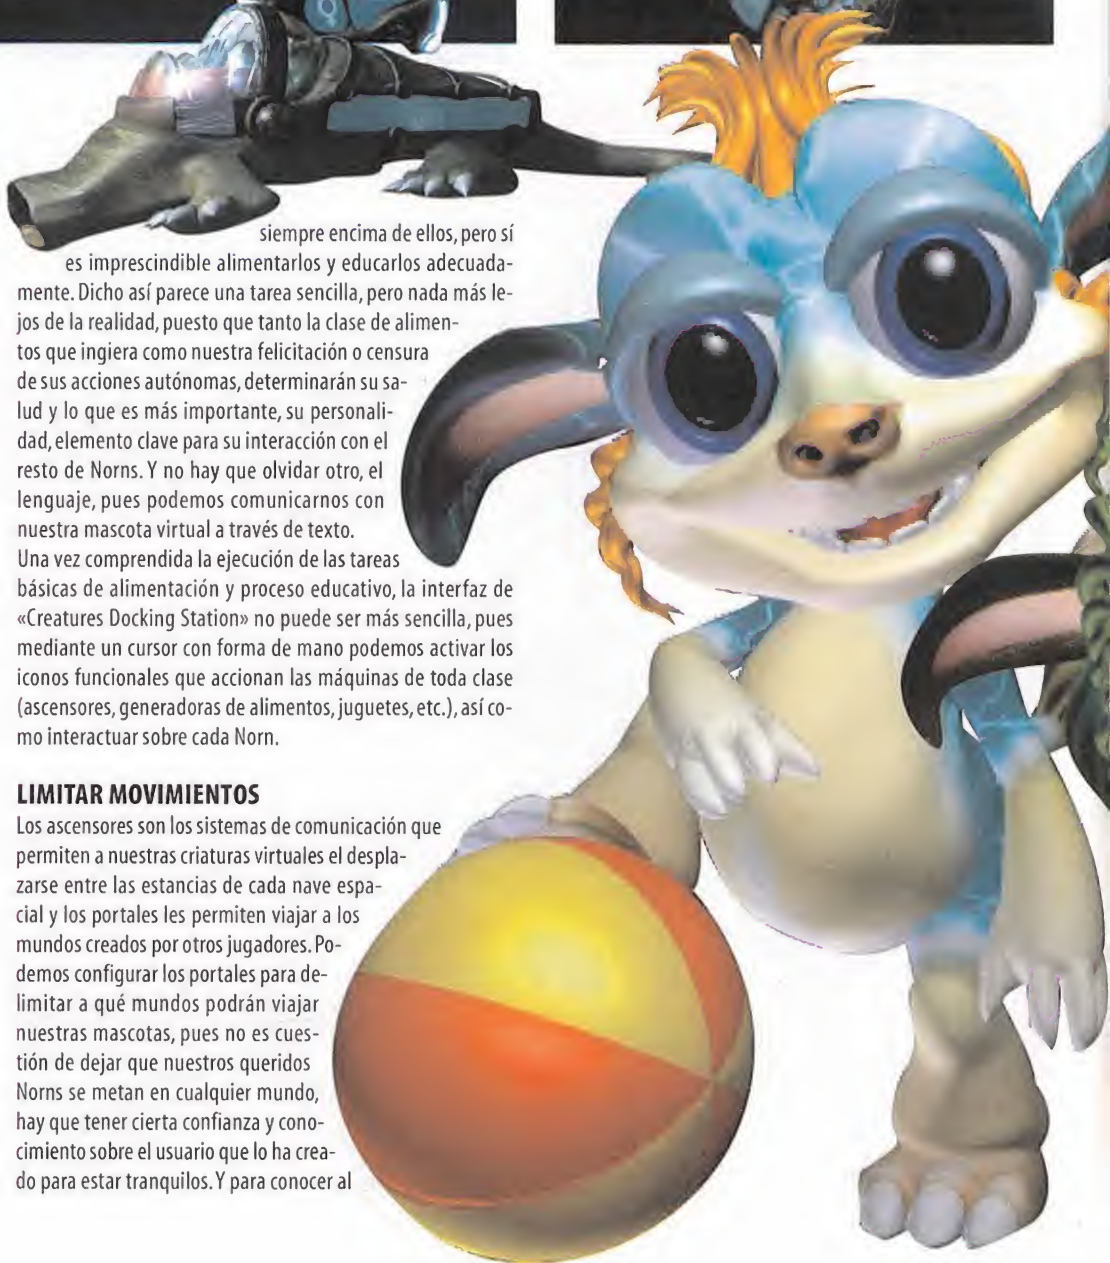 siempre encima de ellos, pero sí
es imprescindible alimentarlos y educarlos adecuada-
mente. Dicho así parece una tarea sencilla, pero nada más le-
jos de la realidad, puesto que tanto la clase de alimen-
tos que ingiera como nuestra felicitación o censura
de sus acciones autónomas, determinarán su sa-
lud y lo que es más importante, su personali-
dad, elemento clave para su interacción con el
resto de Norns. Y no hay que olvidar otro, el
lenguaje, pues podemos comunicarnos con
nuestra mascota virtual a través de texto.
Una vez comprendida la ejecución de las tareas
básicas de alimentación y proceso educativo, la interfaz de
«Creatures Docking Station» no puede ser más sencilla, pues
mediante un cursor con forma de mano podemos activar los
iconos funcionales que accionan las máquinas de toda clase
(ascensores, generadoras de alimentos, juguetes, etc.), así co-
mo interactuar sobre cada Norn.
LIMITAR MOVIMIENTOS
Los ascensores son los sistemas de comunicación que
permiten a nuestras criaturas virtuales el despla-
zarse entre las estancias de cada nave espa-
cial y los portales les permiten viajar a los
mundos creados por otros jugadores. Po-
demos configurar los portales para de-
limitar a qué mundos podrán viajar
nuestras mascotas, pues no es cues-
tión de dejar que nuestros queridos
Norns se metan en cualquier mundo,
hay que tener cierta confianza y cono-
cimiento sobre el usuario que lo ha crea-
do para estar tranquilos. Y para conocer al